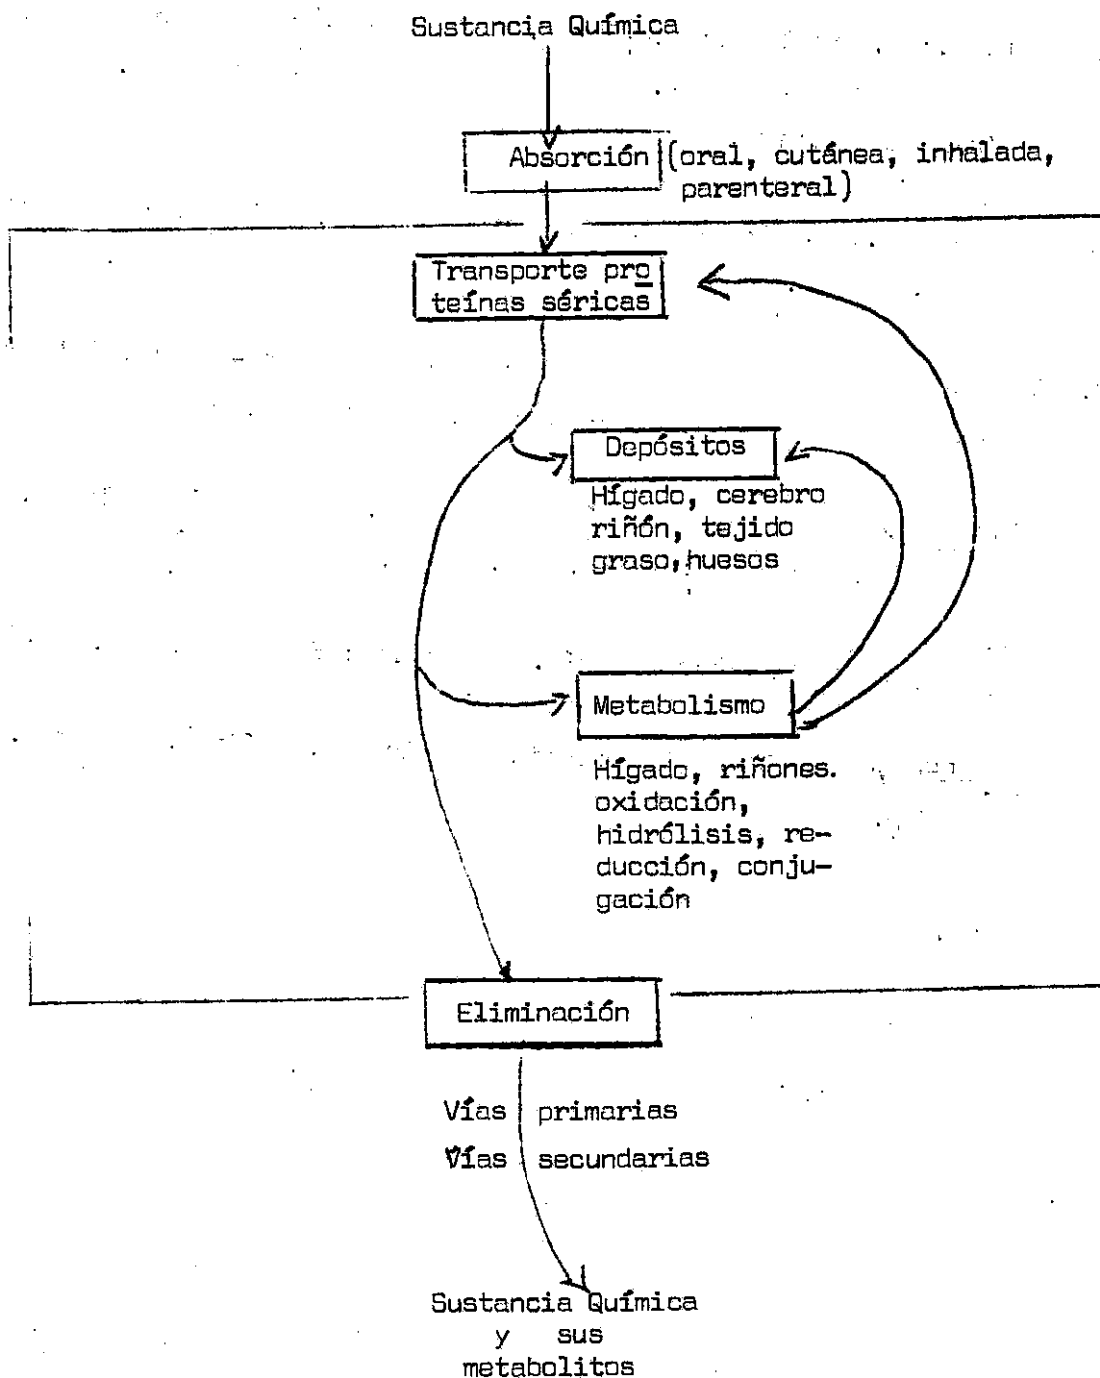 Sustancia Química
Absorción (oral, cutánea, inhalada,
parenteral)
Transporte pro
teínas séricas
Depósitos
Hígado, cerebro
riñón, tejido
graso, huesos
Metabolismo
Hígado, riñones.
oxidación,
hidrólisis, re-
ducción, conju-
gación
Eliminación
Vías primarias
Vías secundarias
Sustancia Química
y sus
metabolitos